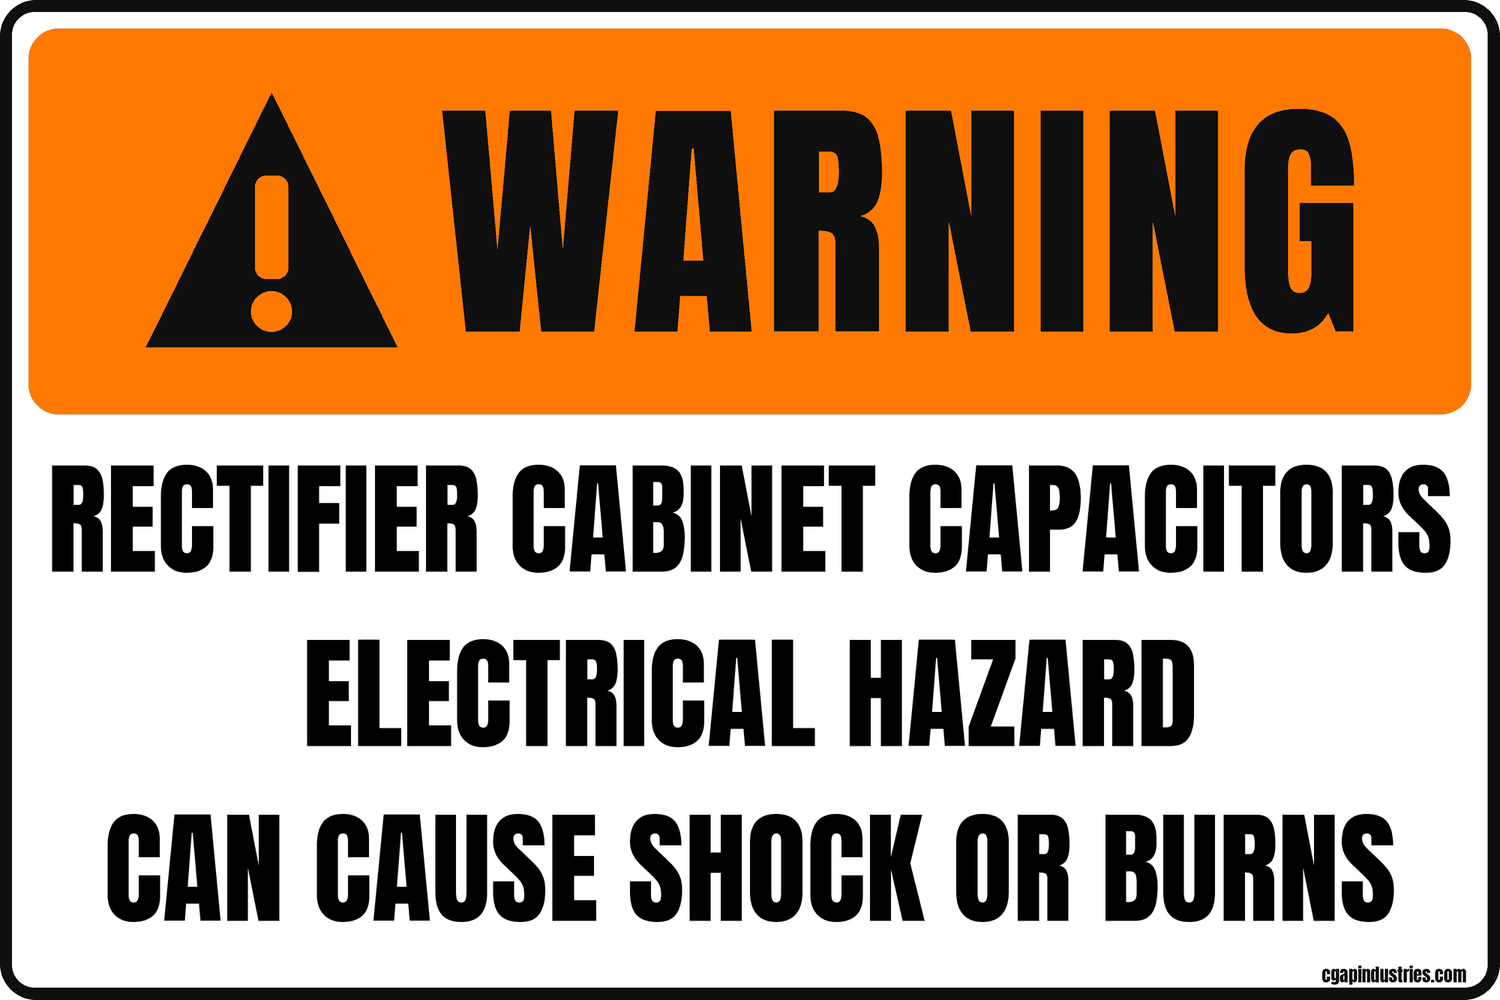 WARNING
RECTIFIER CABINET CAPACITORS
ELECTRICAL HAZARD
CAN CAUSE SHOCK OR BURNS
cgapindustries.com